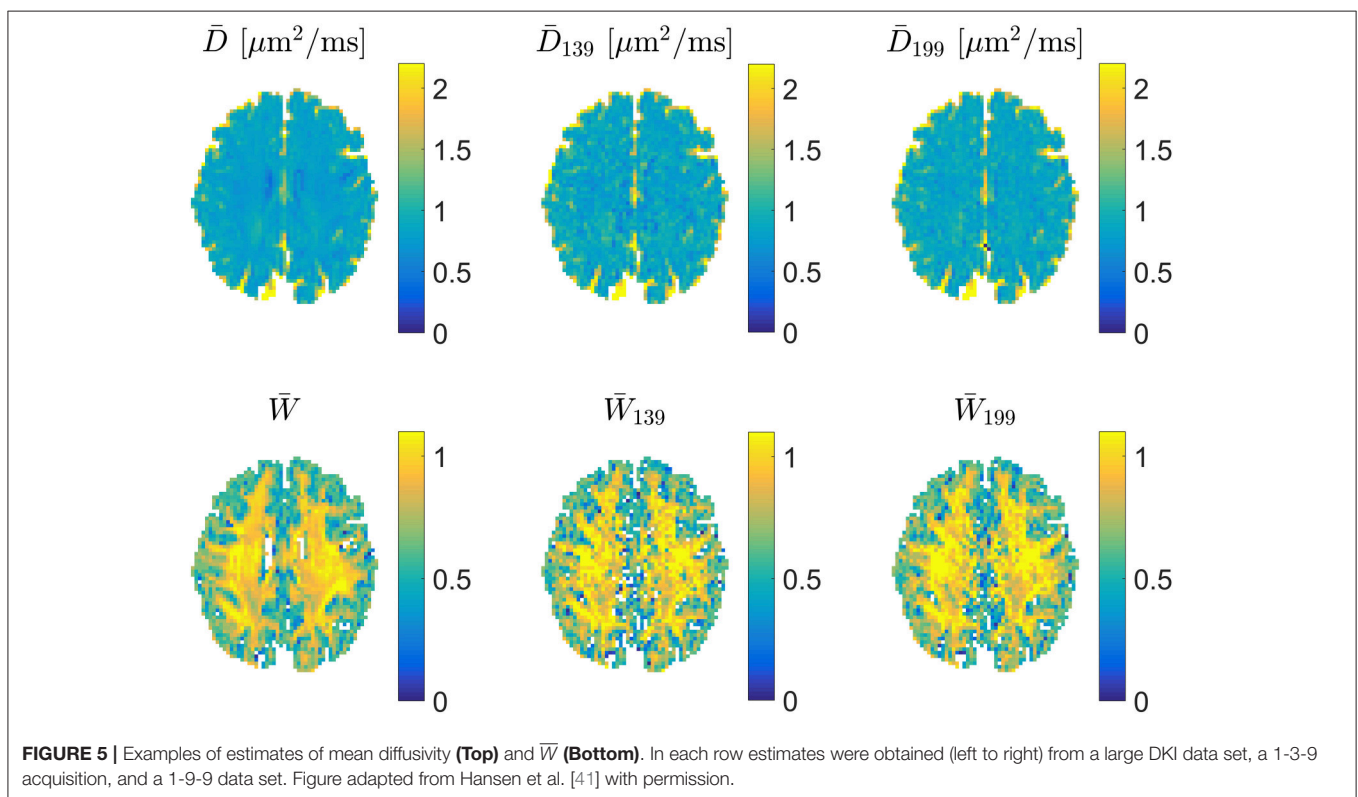 D̄ [μm²/ms] D̄₁₃₉ [μm²/ms] D̄₁₉₉ [μm²/ms]
2 2 2
1.5 1.5 1.5
1 1 1
0.5 0.5 0.5
0 0 0
W̄ W̄₁₃₉ W̄₁₉₉
1 1 1
0.5 0.5 0.5
0 0 0
FIGURE 5 | Examples of estimates of mean diffusivity (Top) and W̅ (Bottom). In each row estimates were obtained (left to right) from a large DKI data set, a 1-3-9
acquisition, and a 1-9-9 data set. Figure adapted from Hansen et al. [41] with permission.